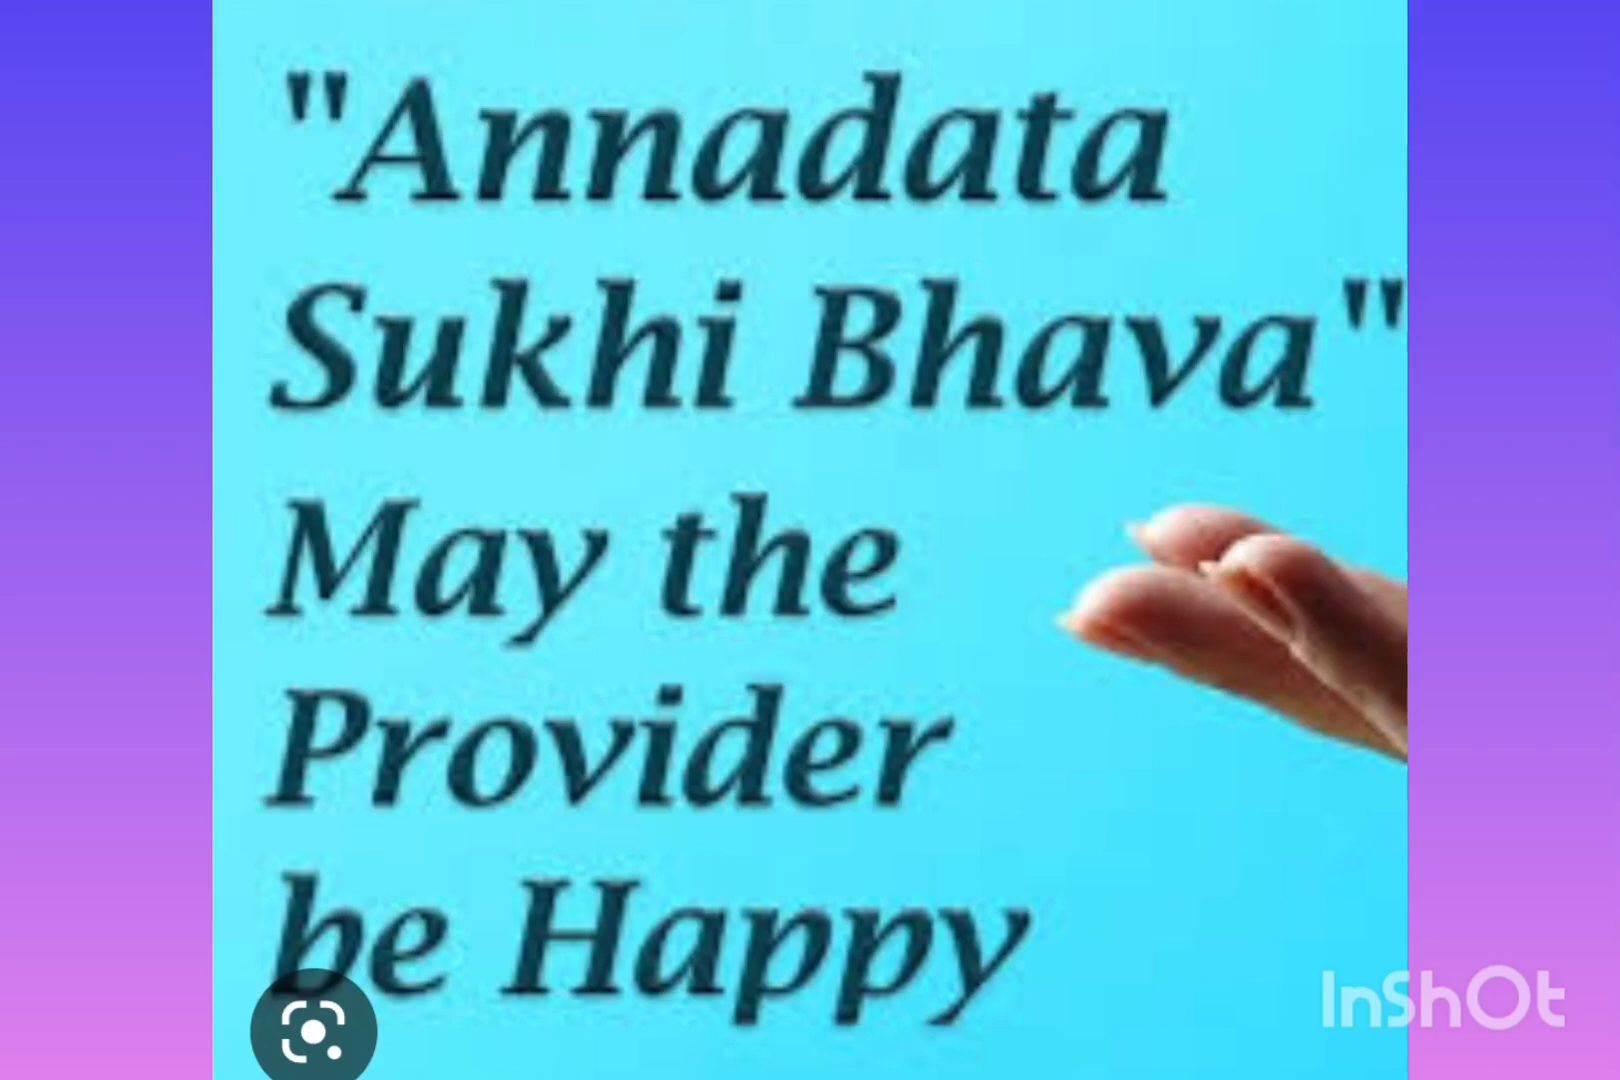 "Annadata
Sukhi Bhava"
May the
Provider
be Happy
InShOt